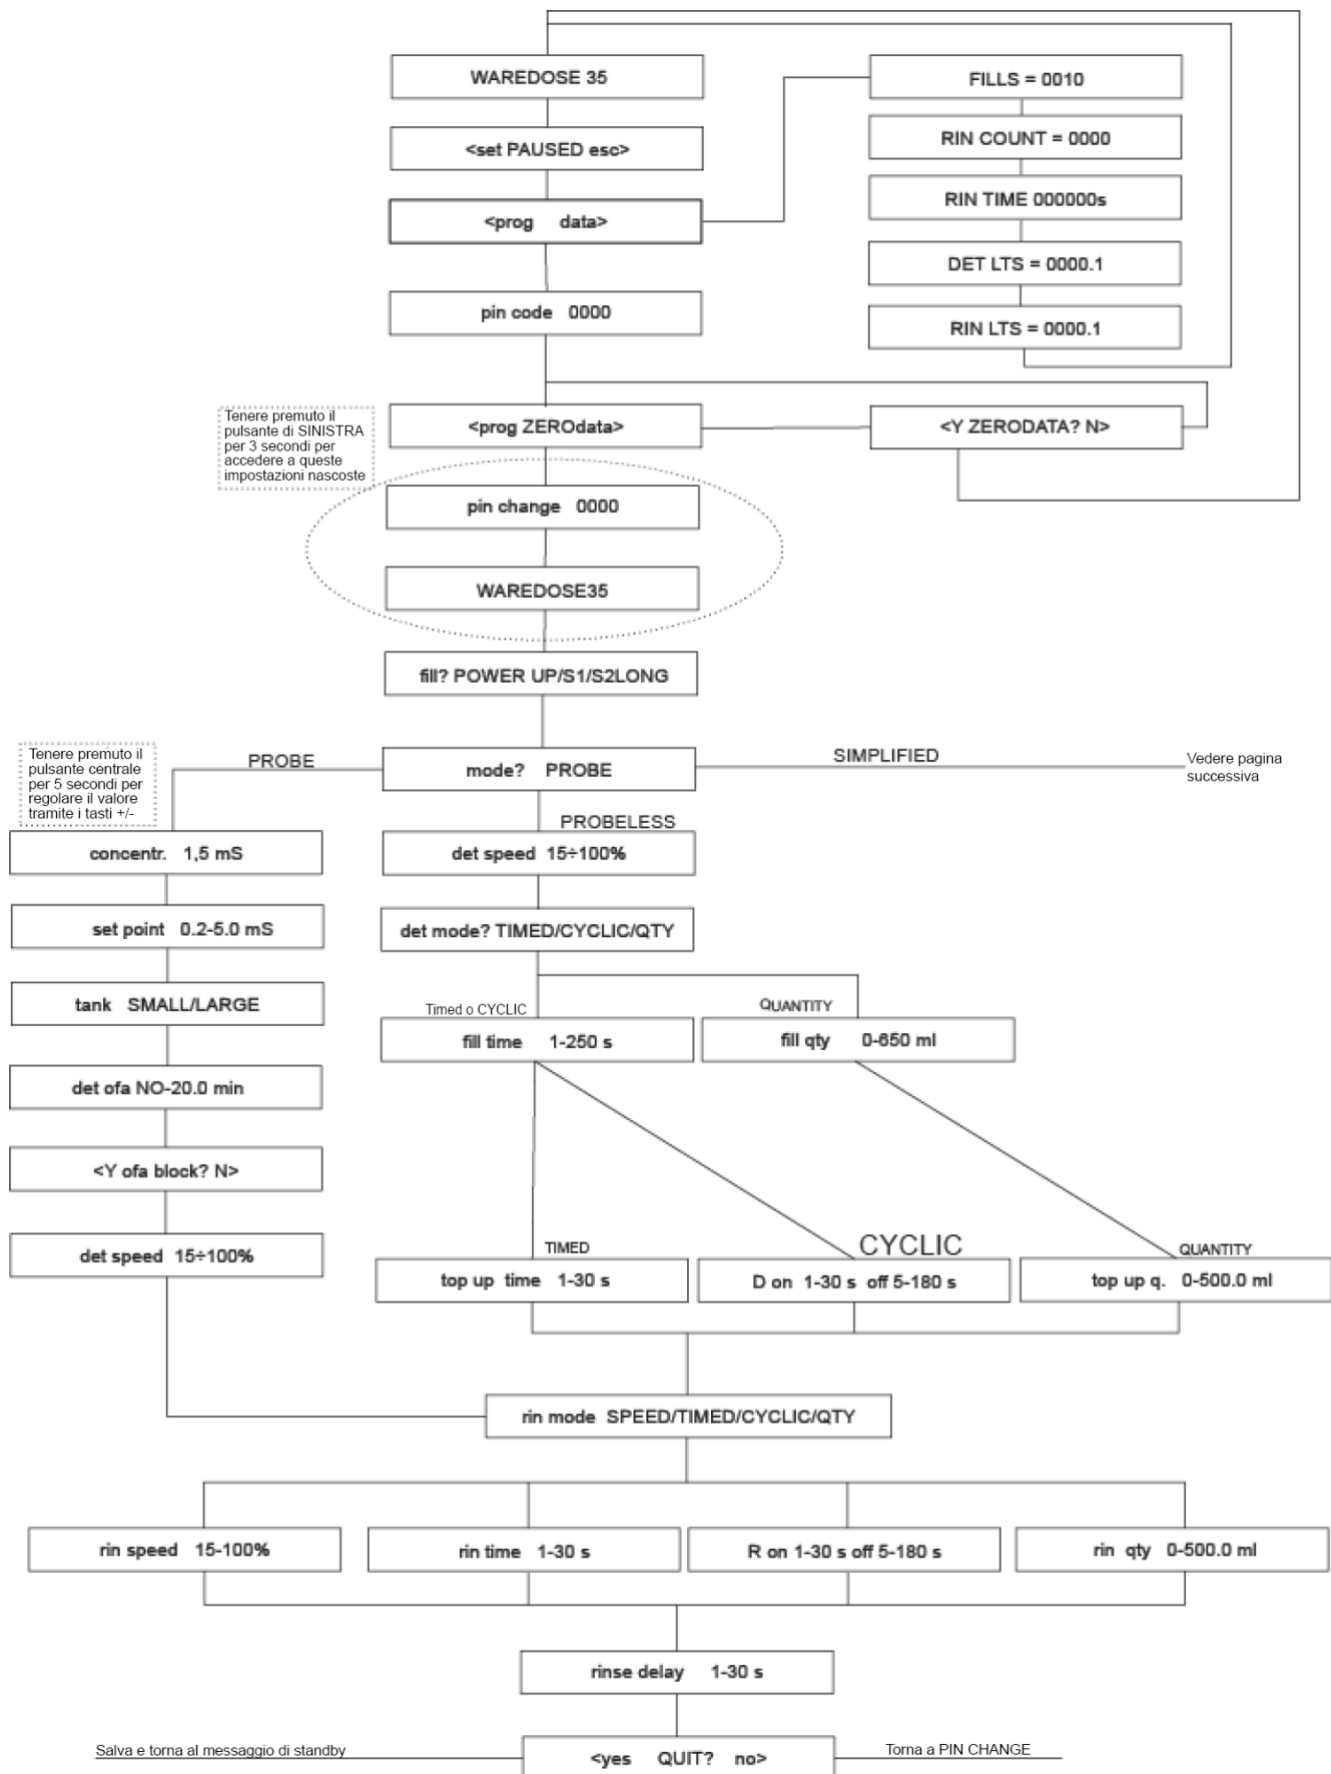 WAREDOSE 35
<set PAUSED esc>
<prog data>
pin code 0000
FILLS = 0010
RIN COUNT = 0000
RIN TIME 000000s
DET LTS = 0000.1
RIN LTS = 0000.1
Tenere premuto il
pulsante di SINISTRA
per 3 secondi per
accedere a queste
impostazioni nascoste
<prog ZEROdata>
<Y ZERODATA? N>
pin change 0000
WAREDOSE35
fill? POWER UP/S1/S2LONG
Tenere premuto il
pulsante centrale
per 5 secondi per
regolare il valore
tramite i tasti +/-
PROBE
mode? PROBE
SIMPLIFIED
Vedere pagina
successiva
PROBELESS
concentr. 1,5 mS
set point 0.2-5.0 mS
tank SMALL/LARGE
det ofa NO-20.0 min
<Y ofa block? N>
det speed 15÷100%
det speed 15÷100%
det mode? TIMED/CYCLIC/QTY
Timed o CYCLIC
QUANTITY
fill time 1-250 s
fill qty 0-650 ml
TIMED
CYCLIC
QUANTITY
top up time 1-30 s
D on 1-30 s off 5-180 s
top up q. 0-500.0 ml
rin mode SPEED/TIMED/CYCLIC/QTY
rin speed 15-100%
rin time 1-30 s
R on 1-30 s off 5-180 s
rin qty 0-500.0 ml
rinse delay 1-30 s
Salva e torna al messaggio di standby
<yes QUIT? no>
Torna a PIN CHANGE